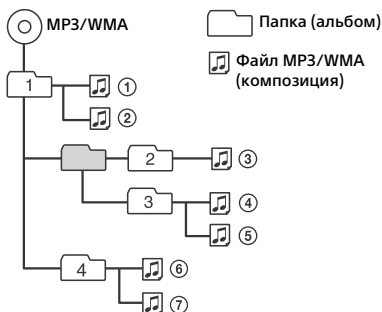 MP3/WMA
Папка (альбом)
Файл MP3/WMA
(композиция)
1
①
②
2
③
3
④
⑤
4
⑥
⑦